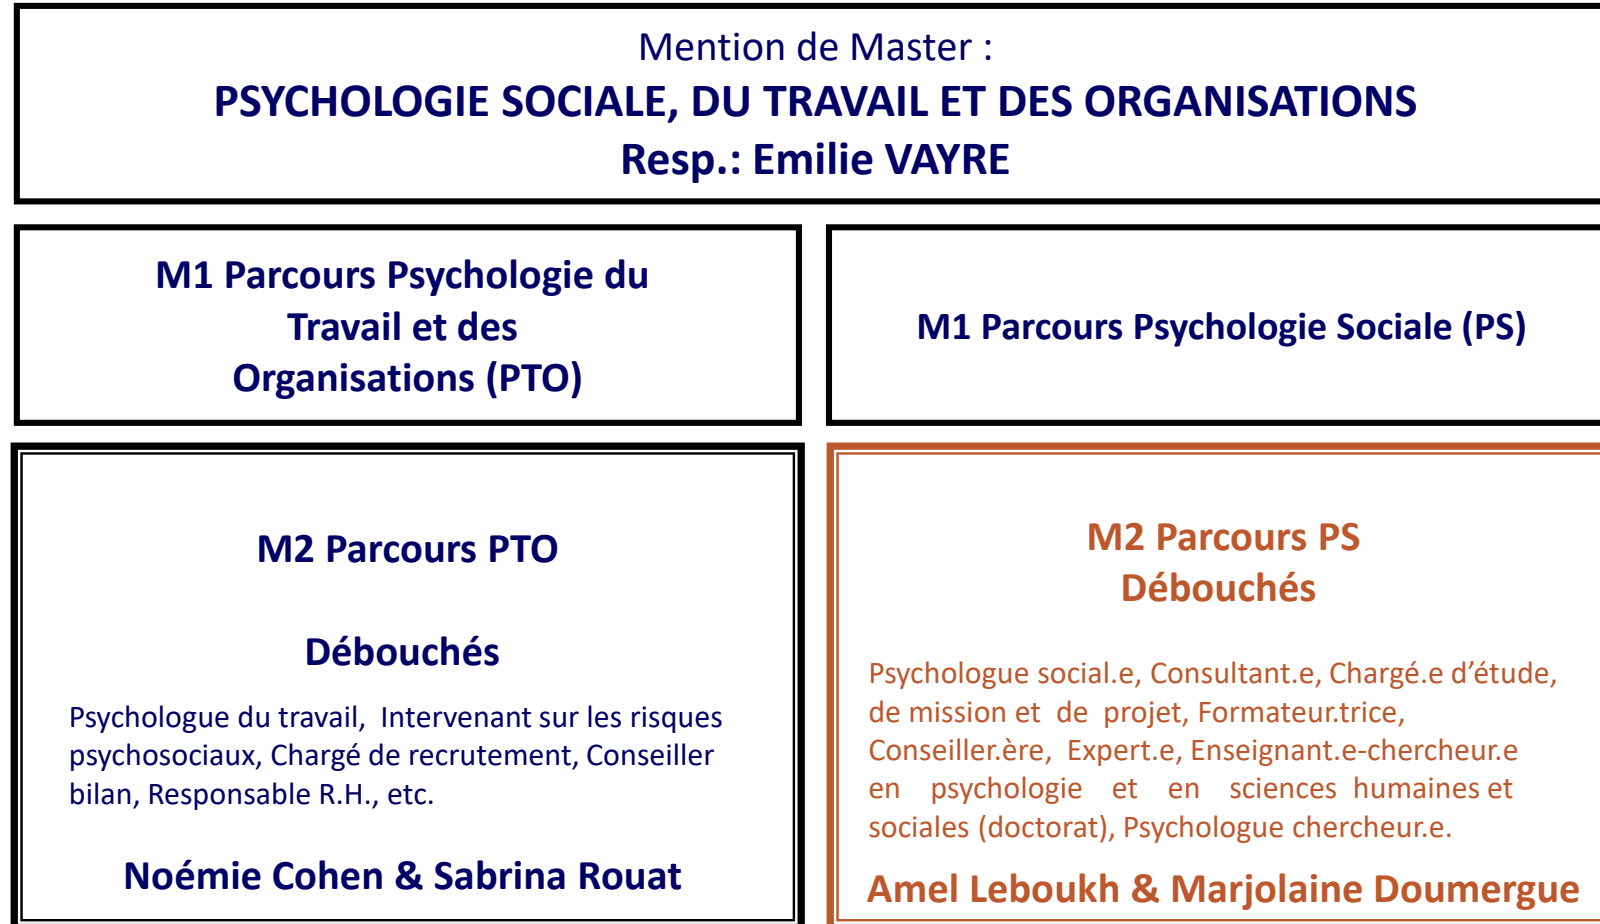 Mention de Master :
PSYCHOLOGIE SOCIALE, DU TRAVAIL ET DES ORGANISATIONS
Resp.: Emilie VAYRE
M1 Parcours Psychologie du
Travail et des
Organisations (PTO)
M1 Parcours Psychologie Sociale (PS)
M2 Parcours PTO
Débouchés
Psychologue du travail, Intervenant sur les risques
psychosociaux, Chargé de recrutement, Conseiller
bilan, Responsable R.H., etc.
Noémie Cohen & Sabrina Rouat
M2 Parcours PS
Débouchés
Psychologue social.e, Consultant.e, Chargé.e d’étude,
de mission et de projet, Formateur.trice,
Conseiller.ère, Expert.e, Enseignant.e-chercheur.e
en psychologie et en sciences humaines et
sociales (doctorat), Psychologue chercheur.e.
Amel Leboukh & Marjolaine Doumergue